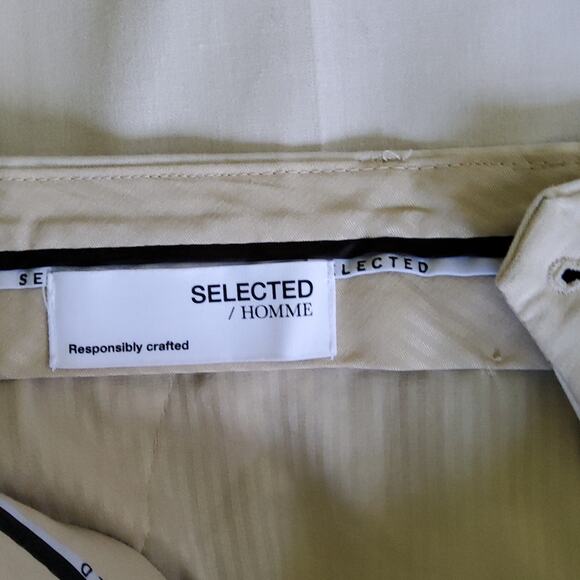 SE
SELECTED
/ HOMME
Responsibly crafted
LECTED
D